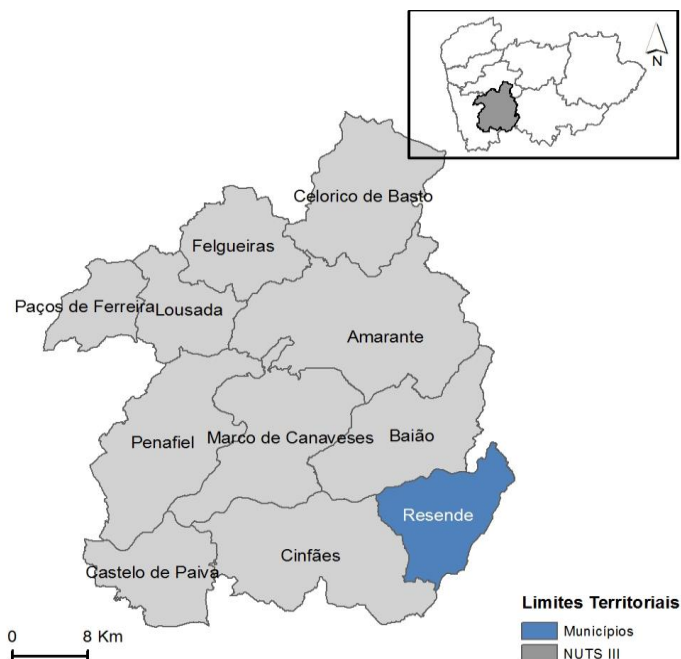 N
Celorico de Basto
Felgueiras
Paços de Ferreira
Lousada
Amarante
Penafiel
Marco de Canaveses
Baião
Resende
Cinfães
Castelo de Paiva
Limites Territoriais
Municípios
NUTS III
0 8 Km